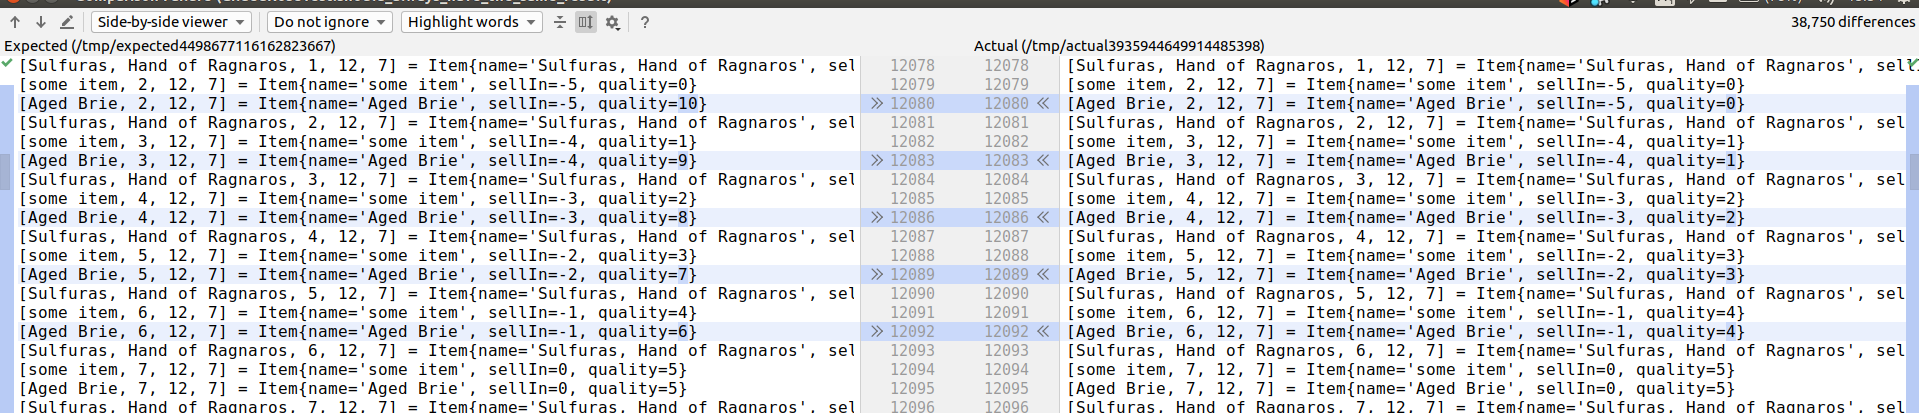 Side-by-side viewer Do not ignore Highlight words ? 38,750 differences
Expected (/tmp/expected4498677116162823667) Actual (/tmp/actual3935944649914485398)
[Sulfuras, Hand of Ragnaros, 1, 12, 7] = Item{name='Sulfuras, Hand of Ragnaros', sel 12078 12078 [Sulfuras, Hand of Ragnaros, 1, 12, 7] = Item{name='Sulfuras, Hand of Ragnaros', sell
[some item, 2, 12, 7] = Item{name='some item', sellIn=-5, quality=0} 12079 12079 [some item, 2, 12, 7] = Item{name='some item', sellIn=-5, quality=0}
[Aged Brie, 2, 12, 7] = Item{name='Aged Brie', sellIn=-5, quality=10} 12080 12080 [Aged Brie, 2, 12, 7] = Item{name='Aged Brie', sellIn=-5, quality=0}
[Sulfuras, Hand of Ragnaros, 2, 12, 7] = Item{name='Sulfuras, Hand of Ragnaros', sel 12081 12081 [Sulfuras, Hand of Ragnaros, 2, 12, 7] = Item{name='Sulfuras, Hand of Ragnaros', sel
[some item, 3, 12, 7] = Item{name='some item', sellIn=-4, quality=1} 12082 12082 [some item, 3, 12, 7] = Item{name='some item', sellIn=-4, quality=1}
[Aged Brie, 3, 12, 7] = Item{name='Aged Brie', sellIn=-4, quality=9} 12083 12083 [Aged Brie, 3, 12, 7] = Item{name='Aged Brie', sellIn=-4, quality=1}
[Sulfuras, Hand of Ragnaros, 3, 12, 7] = Item{name='Sulfuras, Hand of Ragnaros', sel 12084 12084 [Sulfuras, Hand of Ragnaros, 3, 12, 7] = Item{name='Sulfuras, Hand of Ragnaros', sel
[some item, 4, 12, 7] = Item{name='some item', sellIn=-3, quality=2} 12085 12085 [some item, 4, 12, 7] = Item{name='some item', sellIn=-3, quality=2}
[Aged Brie, 4, 12, 7] = Item{name='Aged Brie', sellIn=-3, quality=8} 12086 12086 [Aged Brie, 4, 12, 7] = Item{name='Aged Brie', sellIn=-3, quality=2}
[Sulfuras, Hand of Ragnaros, 4, 12, 7] = Item{name='Sulfuras, Hand of Ragnaros', sel 12087 12087 [Sulfuras, Hand of Ragnaros, 4, 12, 7] = Item{name='Sulfuras, Hand of Ragnaros', sel
[some item, 5, 12, 7] = Item{name='some item', sellIn=-2, quality=3} 12088 12088 [some item, 5, 12, 7] = Item{name='some item', sellIn=-2, quality=3}
[Aged Brie, 5, 12, 7] = Item{name='Aged Brie', sellIn=-2, quality=7} 12089 12089 [Aged Brie, 5, 12, 7] = Item{name='Aged Brie', sellIn=-2, quality=3}
[Sulfuras, Hand of Ragnaros, 5, 12, 7] = Item{name='Sulfuras, Hand of Ragnaros', sel 12090 12090 [Sulfuras, Hand of Ragnaros, 5, 12, 7] = Item{name='Sulfuras, Hand of Ragnaros', sel
[some item, 6, 12, 7] = Item{name='some item', sellIn=-1, quality=4} 12091 12091 [some item, 6, 12, 7] = Item{name='some item', sellIn=-1, quality=4}
[Aged Brie, 6, 12, 7] = Item{name='Aged Brie', sellIn=-1, quality=6} 12092 12092 [Aged Brie, 6, 12, 7] = Item{name='Aged Brie', sellIn=-1, quality=4}
[Sulfuras, Hand of Ragnaros, 6, 12, 7] = Item{name='Sulfuras, Hand of Ragnaros', sel 12093 12093 [Sulfuras, Hand of Ragnaros, 6, 12, 7] = Item{name='Sulfuras, Hand of Ragnaros', sel
[some item, 7, 12, 7] = Item{name='some item', sellIn=0, quality=5} 12094 12094 [some item, 7, 12, 7] = Item{name='some item', sellIn=0, quality=5}
[Aged Brie, 7, 12, 7] = Item{name='Aged Brie', sellIn=0, quality=5} 12095 12095 [Aged Brie, 7, 12, 7] = Item{name='Aged Brie', sellIn=0, quality=5}
[Sulfuras, Hand of Ragnaros, 7, 12, 7] = Item{name='Sulfuras, Hand of Ragnaros', sel 12096 12096 [Sulfuras, Hand of Ragnaros, 7, 12, 7] = Item{name='Sulfuras, Hand of Ragnaros', sel